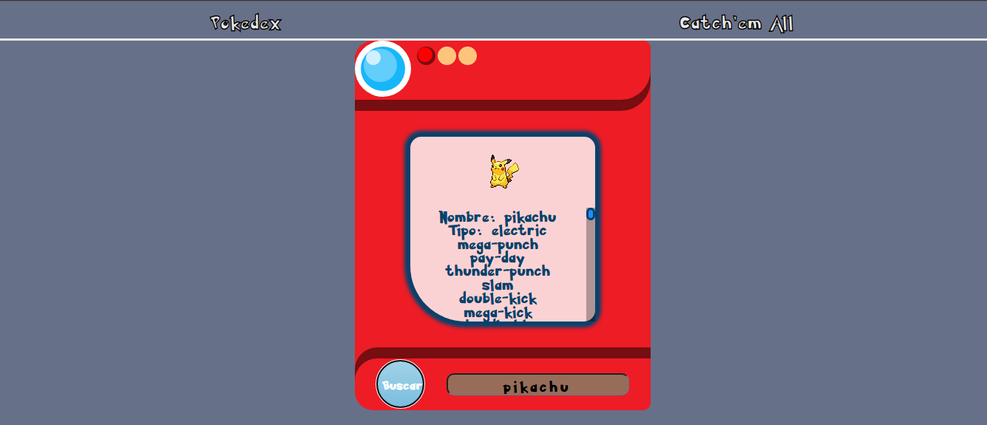 Pokedex
Catch'em All
Nombre: pikachu
Tipo: electric
mega-punch
pay-day
thunder-punch
slam
double-kick
mega-kick
Buscar
pikachu